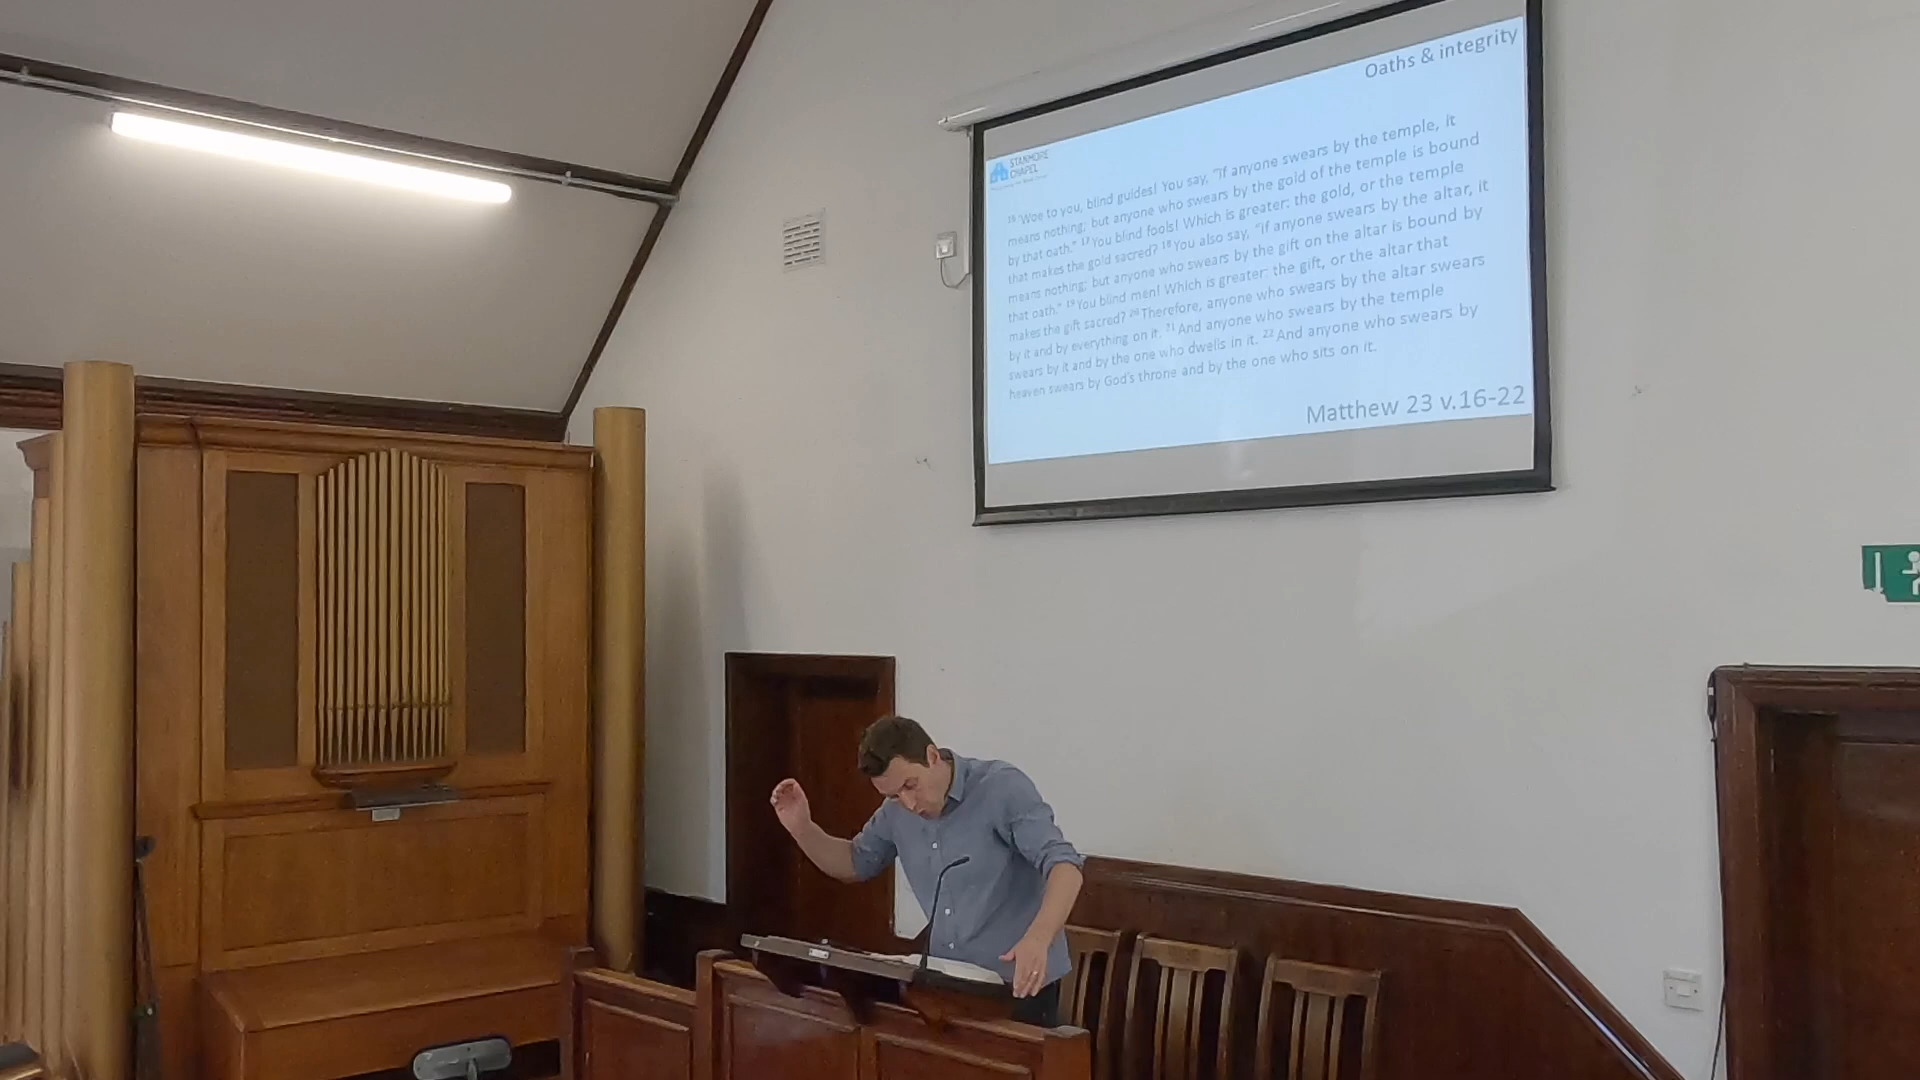 Oaths & integrity
STANMORE
CHAPEL
16 "Woe to you, blind guides! You say, "If anyone swears by the temple, it
means nothing; but anyone who swears by the gold of the temple is bound
by that oath." 17 You blind fools! Which is greater: the gold, or the temple
that makes the gold sacred? 18 You also say, "If anyone swears by the altar, it
means nothing; but anyone who swears by the gift on the altar is bound by
that oath." 19 You blind men! Which is greater: the gift, or the altar that
makes the gift sacred? 20 Therefore, anyone who swears by the altar swears
by it and by everything on it. 21 And anyone who swears by the temple
swears by it and by the one who dwells in it. 22 And anyone who swears by
heaven swears by God's throne and by the one who sits on it.
Matthew 23 v.16-22